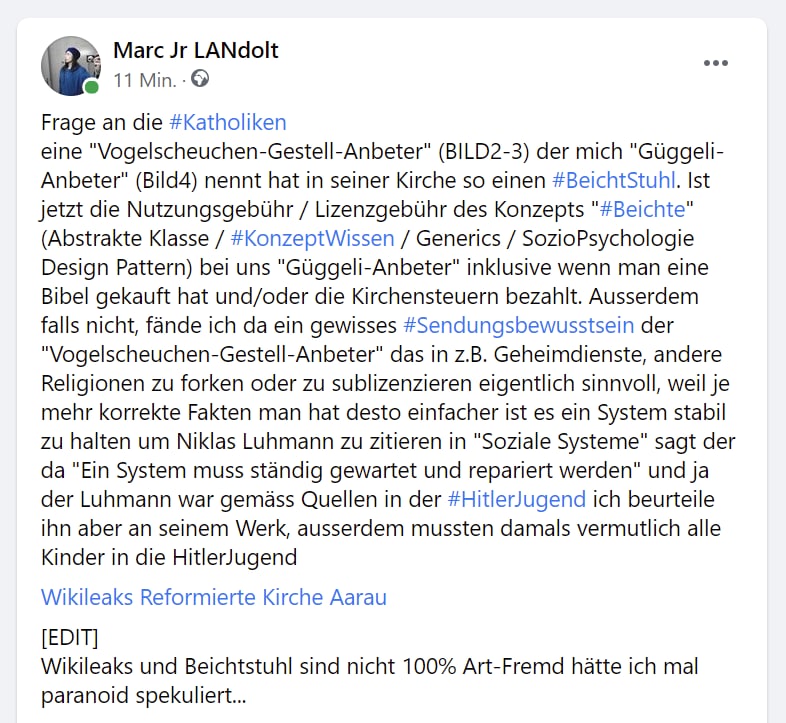 Marc Jr LANdolt
11 Min. ·
Frage an die #Katholiken
eine "Vogelscheuchen-Gestell-Anbeter" (BILD2-3) der mich "Güggeli-
Anbeter" (Bild4) nennt hat in seiner Kirche so einen #BeichtStuhl. Ist
jetzt die Nutzungsgebühr / Lizenzgebühr des Konzepts "#Beichte"
(Abstrakte Klasse / #KonzeptWissen / Generics / SozioPsychologie
Design Pattern) bei uns "Güggeli-Anbeter" inklusive wenn man eine
Bibel gekauft hat und/oder die Kirchensteuern bezahlt. Ausserdem
falls nicht, fände ich da ein gewisses #Sendungsbewusstsein der
"Vogelscheuchen-Gestell-Anbeter" das in z.B. Geheimdienste, andere
Religionen zu forken oder zu sublizenzieren eigentlich sinnvoll, weil je
mehr korrekte Fakten man hat desto einfacher ist es ein System stabil
zu halten um Niklas Luhmann zu zitieren in "Soziale Systeme" sagt der
da "Ein System muss ständig gewartet und repariert werden" und ja
der Luhmann war gemäss Quellen in der #HitlerJugend ich beurteile
ihn aber an seinem Werk, ausserdem mussten damals vermutlich alle
Kinder in die HitlerJugend
Wikileaks Reformierte Kirche Aarau
[EDIT]
Wikileaks und Beichtstuhl sind nicht 100% Art-Fremd hätte ich mal
paranoid spekuliert...